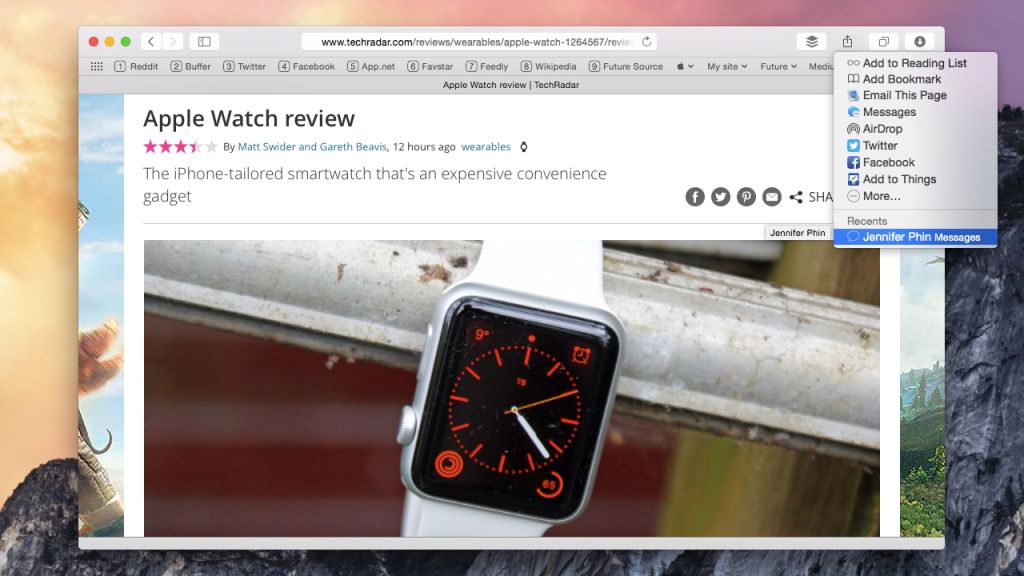 www.techradar.com/reviews/wearables/apple-watch-1264567/revie
1 Reddit 2 Buffer 3 Twitter 4 Facebook 5 App.net 6 Favstar 7 Feedly 8 Wikipedia 9 Future Source My site Future Mediu
Apple Watch review | TechRadar
Add to Reading List
Add Bookmark
Email This Page
Messages
AirDrop
Twitter
Facebook
Add to Things
More...
Recents
Jennifer Phin Messages
Apple Watch review
By Matt Swider and Gareth Beavis, 12 hours ago wearables
The iPhone-tailored smartwatch that's an expensive convenience
gadget
SHA
Jennifer Phin
9°
TB
65